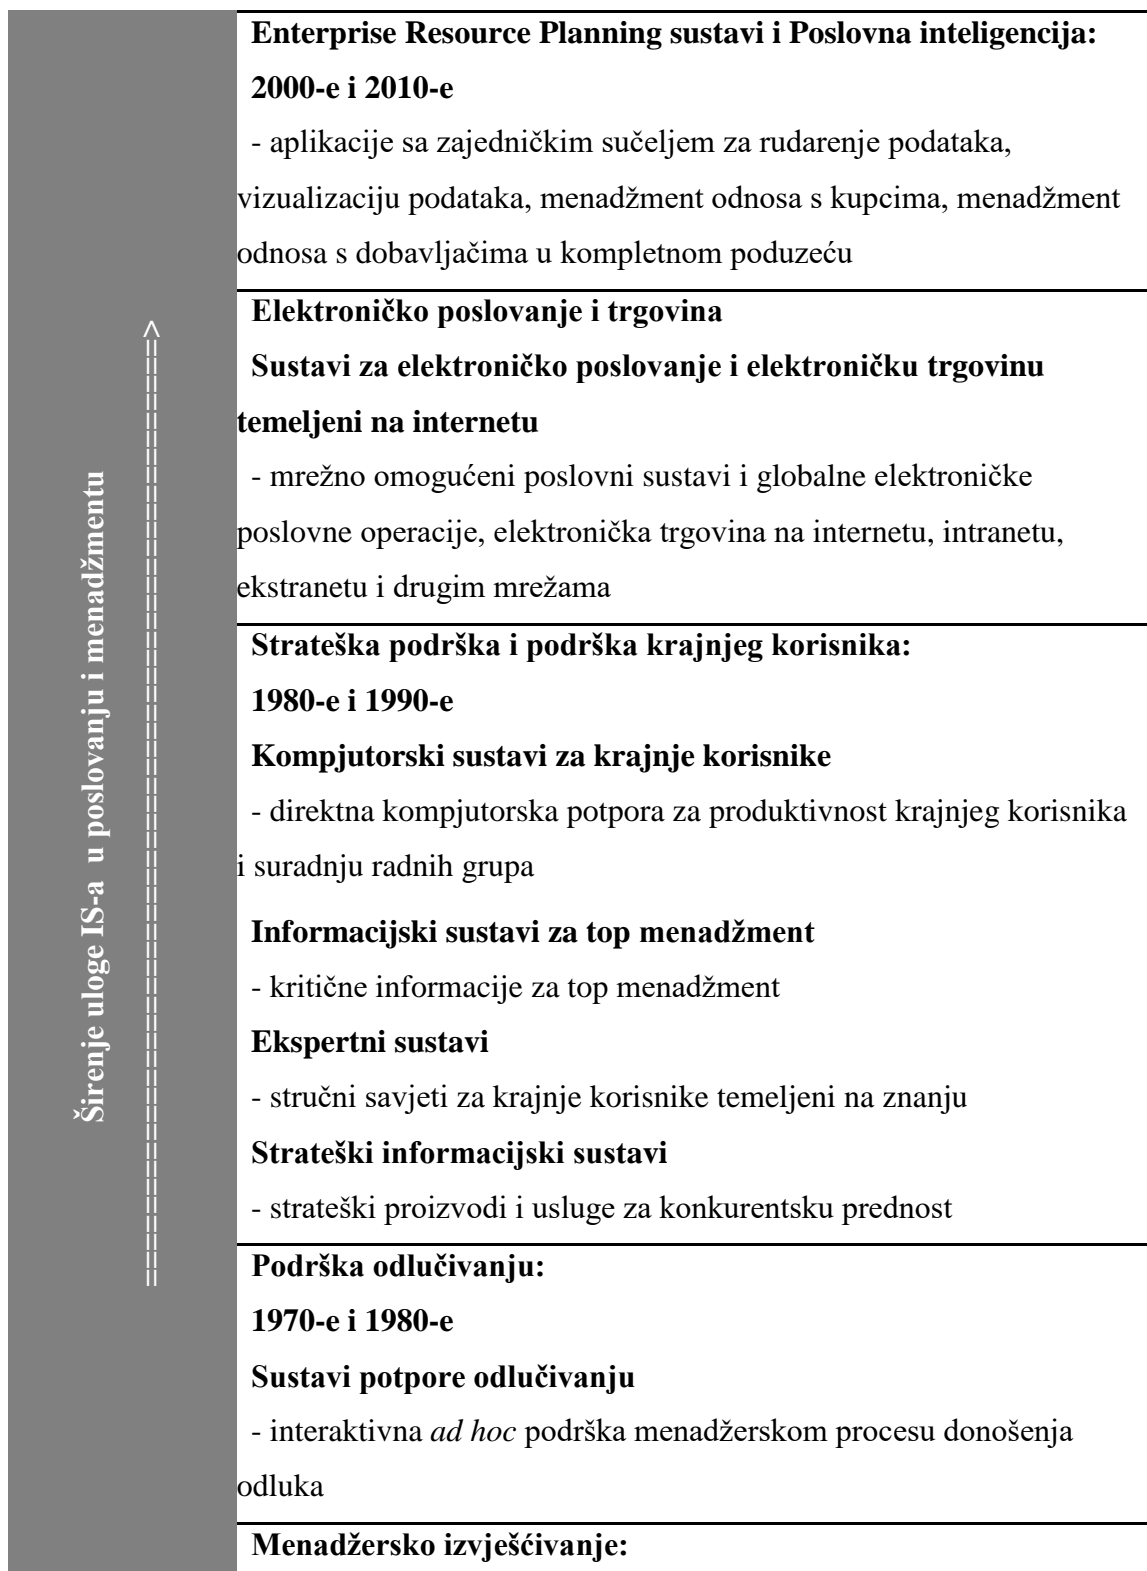 Širenje uloge IS-a u poslovanju i menadžmentu
Enterprise Resource Planning sustavi i Poslovna inteligencija:
2000-e i 2010-e
- aplikacije sa zajedničkim sučeljem za rudarenje podataka,
vizualizaciju podataka, menadžment odnosa s kupcima, menadžment
odnosa s dobavljačima u kompletnom poduzeću
Elektroničko poslovanje i trgovina
Sustavi za elektroničko poslovanje i elektroničku trgovinu
temeljeni na internetu
- mrežno omogućeni poslovni sustavi i globalne elektroničke
poslovne operacije, elektronička trgovina na internetu, intranetu,
ekstranetu i drugim mrežama
Strateška podrška i podrška krajnjeg korisnika:
1980-e i 1990-e
Kompjutorski sustavi za krajnje korisnike
- direktna kompjutorska potpora za produktivnost krajnjeg korisnika
i suradnju radnih grupa
Informacijski sustavi za top menadžment
- kritične informacije za top menadžment
Ekspertni sustavi
- stručni savjeti za krajnje korisnike temeljeni na znanju
Strateški informacijski sustavi
- strateški proizvodi i usluge za konkurentsku prednost
Podrška odlučivanju:
1970-e i 1980-e
Sustavi potpore odlučivanju
- interaktivna ad hoc podrška menadžerskom procesu donošenja
odluka
Menadžersko izvješćivanje: